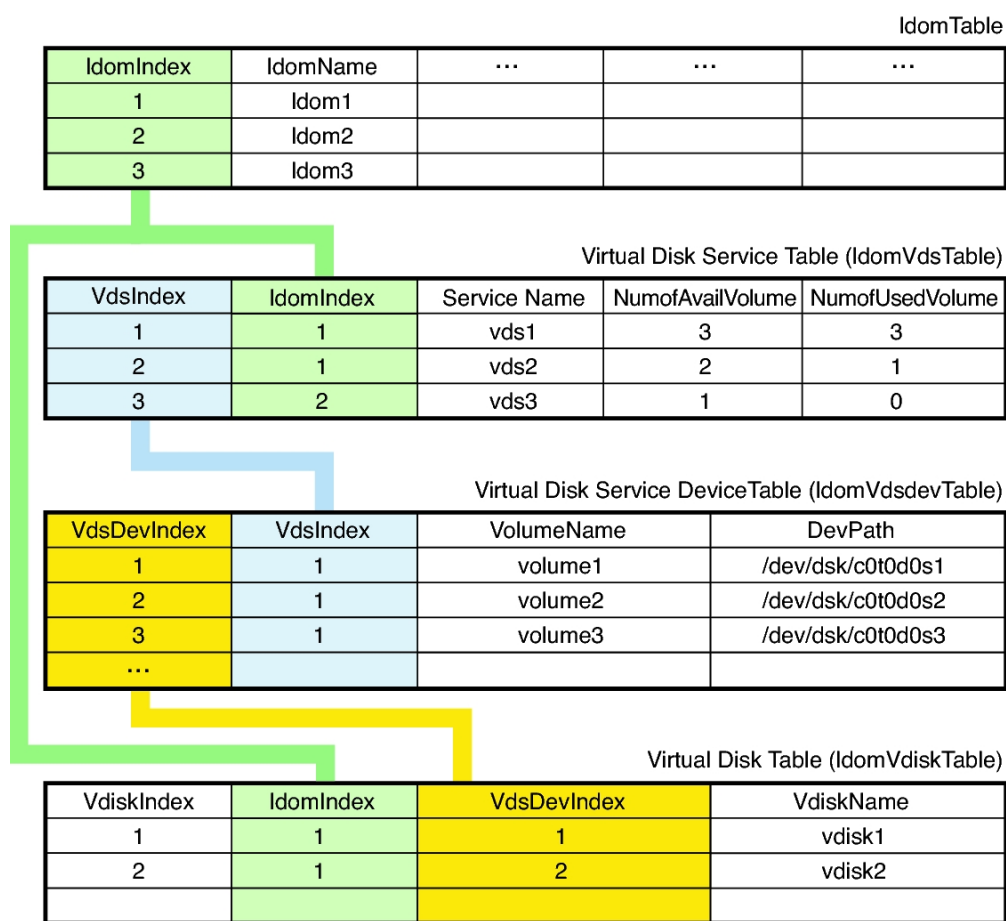 ldomTable
ldomIndex ldomName ... ... ...
1 ldom1
2 ldom2
3 ldom3
Virtual Disk Service Table (ldomVdsTable)
VdsIndex ldomIndex Service Name NumofAvailVolume NumofUsedVolume
1 1 vds1 3 3
2 1 vds2 2 1
3 2 vds3 1 0
Virtual Disk Service DeviceTable (ldomVdsdevTable)
VdsDevIndex VdsIndex VolumeName DevPath
1 1 volume1 /dev/dsk/c0t0d0s1
2 1 volume2 /dev/dsk/c0t0d0s2
3 1 volume3 /dev/dsk/c0t0d0s3
...
Virtual Disk Table (ldomVdiskTable)
VdiskIndex ldomIndex VdsDevIndex VdiskName
1 1 1 vdisk1
2 1 2 vdisk2